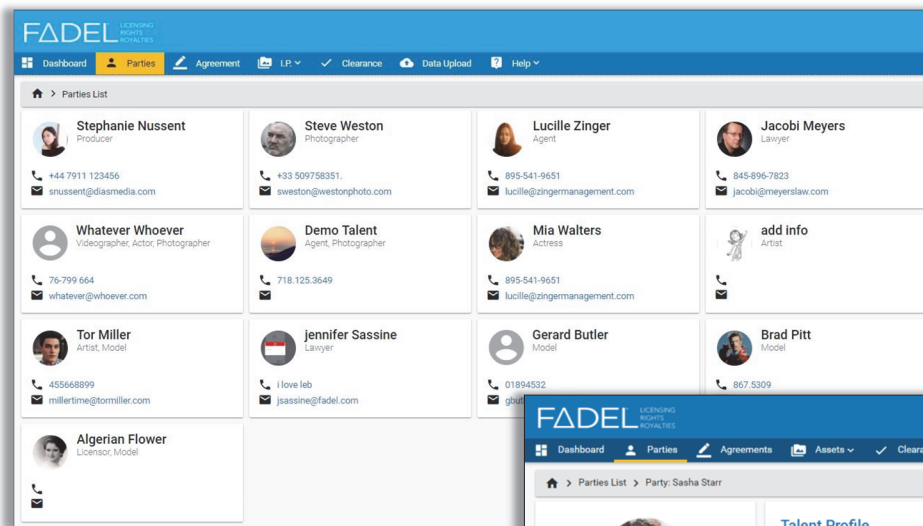 FADEL LICENSING
RIGHTS
ROYALTIES
Dashboard Parties Agreement I.P. Clearance Data Upload Help
> Parties List
Stephanie Nussent
Producer
+44 7911 123456
snussent@diasmedia.com
Steve Weston
Photographer
+33 509758351.
sweston@westonphoto.com
Lucille Zinger
Agent
895-541-9651
lucille@zingermanagement.com
Jacobi Meyers
Lawyer
845-896-7823
jacobi@meyerslaw.com
Whatever Whoever
Videographer, Actor, Photographer
76-799 664
whatever@whoever.com
Demo Talent
Agent, Photographer
718.125.3649
Mia Walters
Actress
895-541-9651
lucille@zingermanagement.com
add info
Artist
Tor Miller
Artist, Model
455668899
millertime@tormiller.com
jennifer Sassine
Lawyer
i love leb
jsassine@fadel.com
Gerard Butler
Model
01894532
Brad Pitt
Model
867.5309
Algerian Flower
Licensor, Model
FADEL LICENSING
RIGHTS
ROYALTIES
Dashboard Parties Agreements Assets
> Parties List > Party: Sasha Starr
Talent Profile